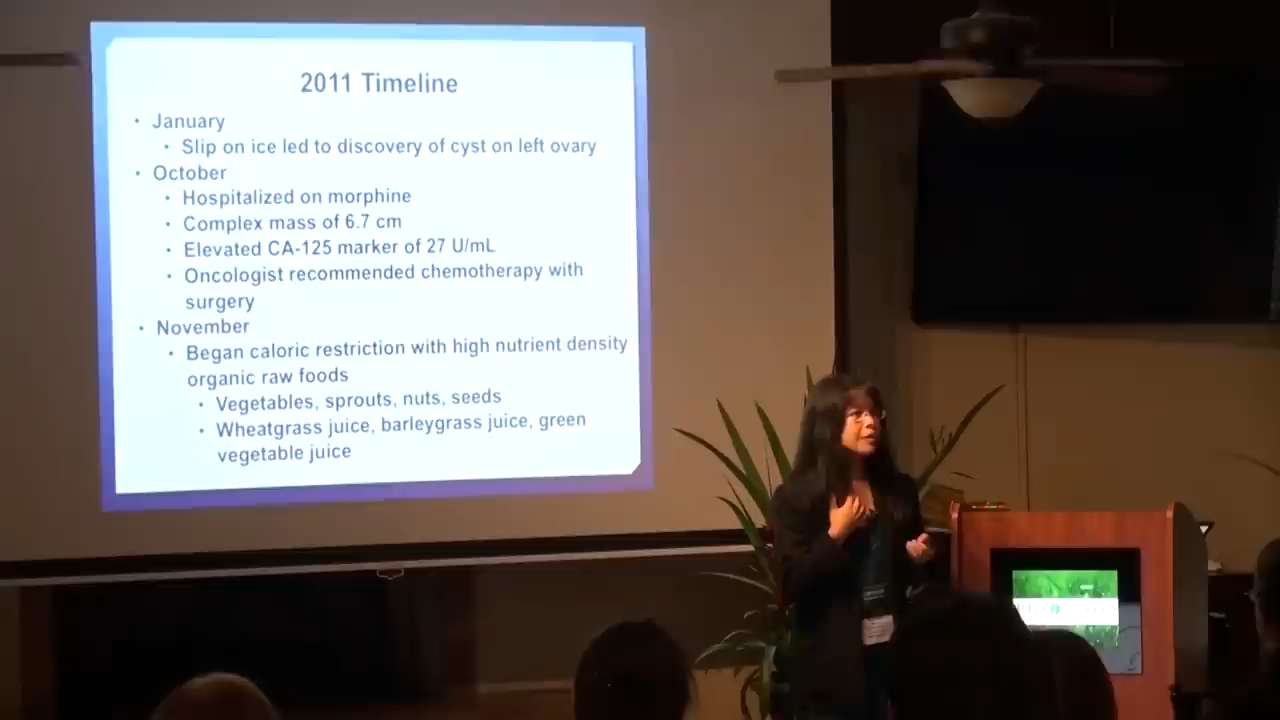 2011 Timeline
• January
• Slip on ice led to discovery of cyst on left ovary
• October
• Hospitalized on morphine
• Complex mass of 6.7 cm
• Elevated CA-125 marker of 27 U/mL
• Oncologist recommended chemotherapy with
surgery
• November
• Began caloric restriction with high nutrient density
organic raw foods
• Vegetables, sprouts, nuts, seeds
• Wheatgrass juice, barleygrass juice, green
vegetable juice